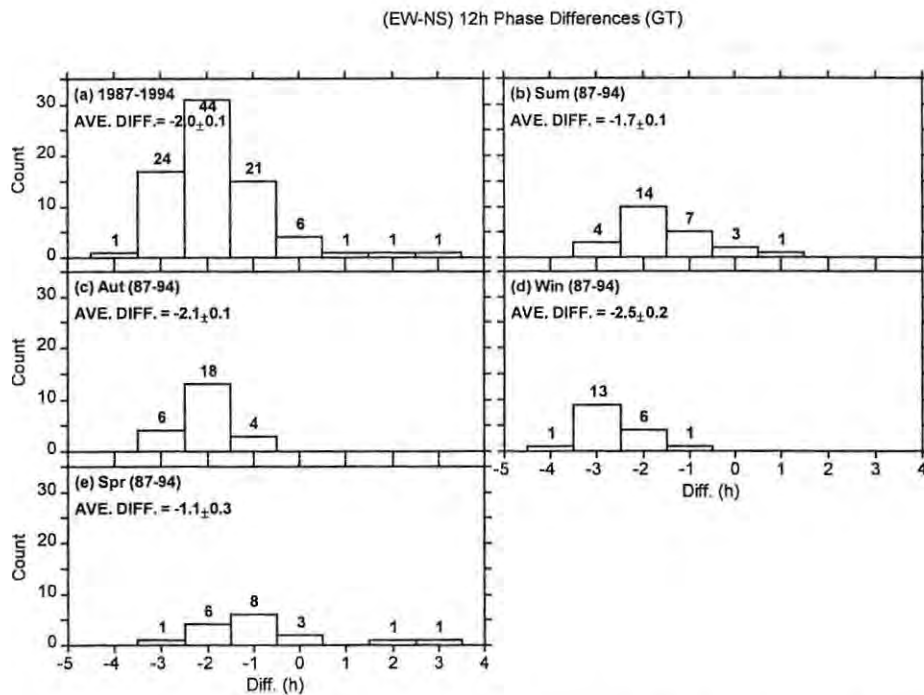 (EW-NS) 12h Phase Differences (GT)
(a) 1987-1994
AVE. DIFF.= -2.0±0.1
30
20
10
0
Count
1
24
44
21
6
1
1
1
(b) Sum (87-94)
AVE. DIFF. = -1.7±0.1
4
14
7
3
1
(c) Aut (87-94)
AVE. DIFF. = -2.1±0.1
30
20
10
0
Count
6
18
4
(d) Win (87-94)
AVE. DIFF. = -2.5±0.2
1
13
6
1
-5 -4 -3 -2 -1 0 1 2 3 4
Diff. (h)
(e) Spr (87-94)
AVE. DIFF. = -1.1±0.3
30
20
10
0
Count
1
6
8
3
1
1
-5 -4 -3 -2 -1 0 1 2 3 4
Diff. (h)